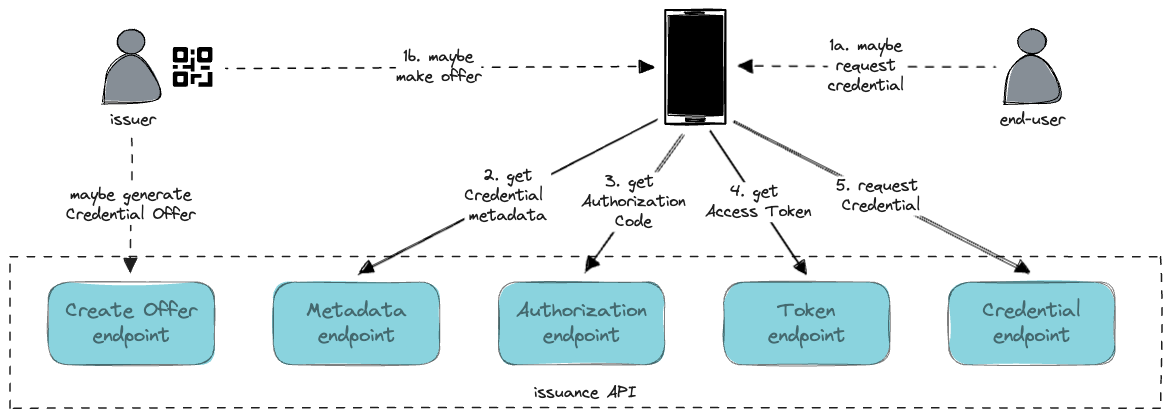 1b. maybe
make offer
1a. maybe
request
credential
issuer
end-user
maybe generate
Credential Offer
2. get
Credential
metadata
3. get
Authorization
Code
4. get
Access Token
5. request
Credential
Create Offer
endpoint
Metadata
endpoint
Authorization
endpoint
Token
endpoint
Credential
endpoint
issuance API